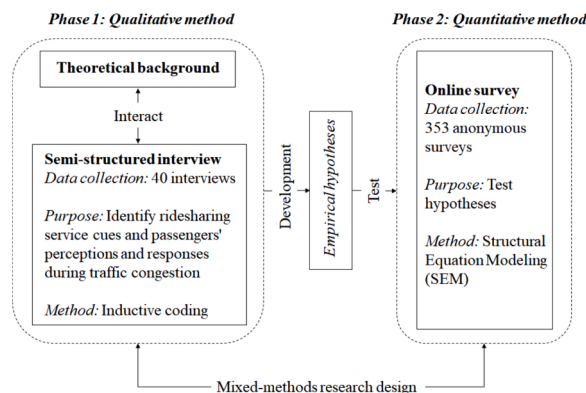 Phase 1: Qualitative method
Theoretical background
Interact
Semi-structured interview
Data collection: 40 interviews
Purpose: Identify ridesharing
service cues and passengers'
perceptions and responses
during traffic congestion
Method: Inductive coding
Development
Empirical hypotheses
Test
Phase 2: Quantitative method
Online survey
Data collection:
353 anonymous
surveys
Purpose: Test
hypotheses
Method: Structural
Equation Modeling
(SEM)
Mixed-methods research design